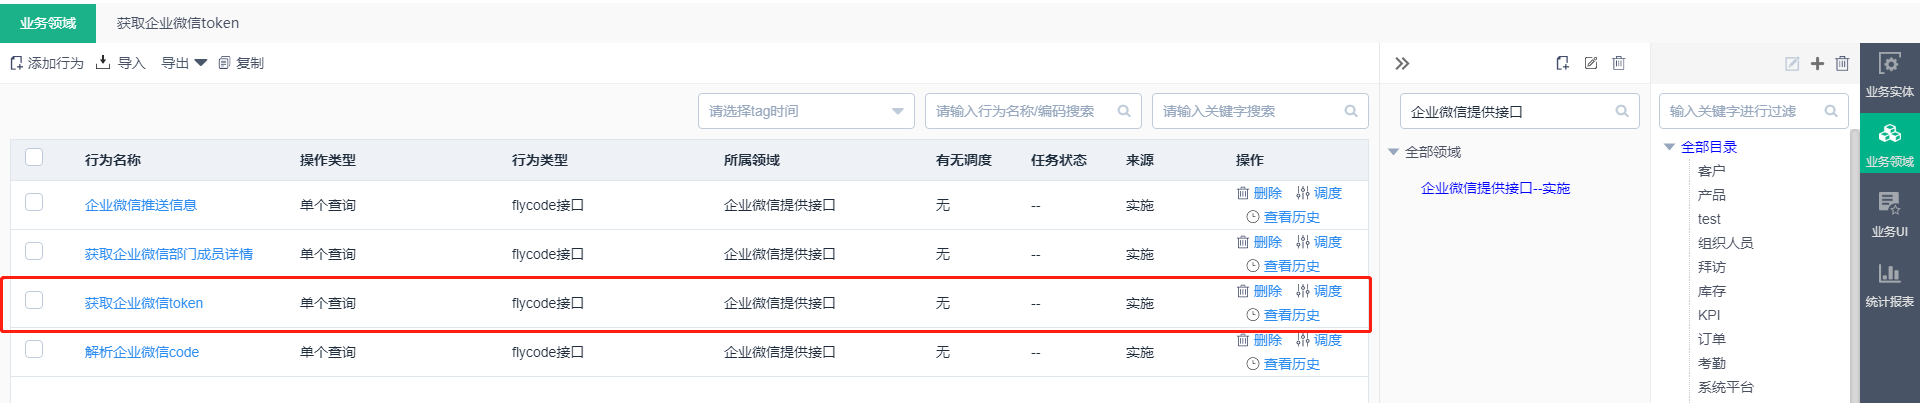 业务领域 获取企业微信token
添加行为 导入 导出 复制
请选择tag时间 请输入行为名称/编码搜索 请输入关键字搜索
行为名称 操作类型 行为类型 所属领域 有无调度 任务状态 来源 操作
企业微信推送信息 单个查询 flycode接口 企业微信提供接口 无 -- 实施 删除 调度
查看历史
获取企业微信部门成员详情 单个查询 flycode接口 企业微信提供接口 无 -- 实施 删除 调度
查看历史
获取企业微信token 单个查询 flycode接口 企业微信提供接口 无 -- 实施 删除 调度
查看历史
解析企业微信code 单个查询 flycode接口 企业微信提供接口 无 -- 实施 删除 调度
查看历史
企业微信提供接口
全部领域
企业微信提供接口--实施
输入关键字进行过滤
全部目录
客户
产品
test
组织人员
拜访
库存
KPI
订单
考勤
系统平台
业务实体
业务领域
业务UI
统计报表